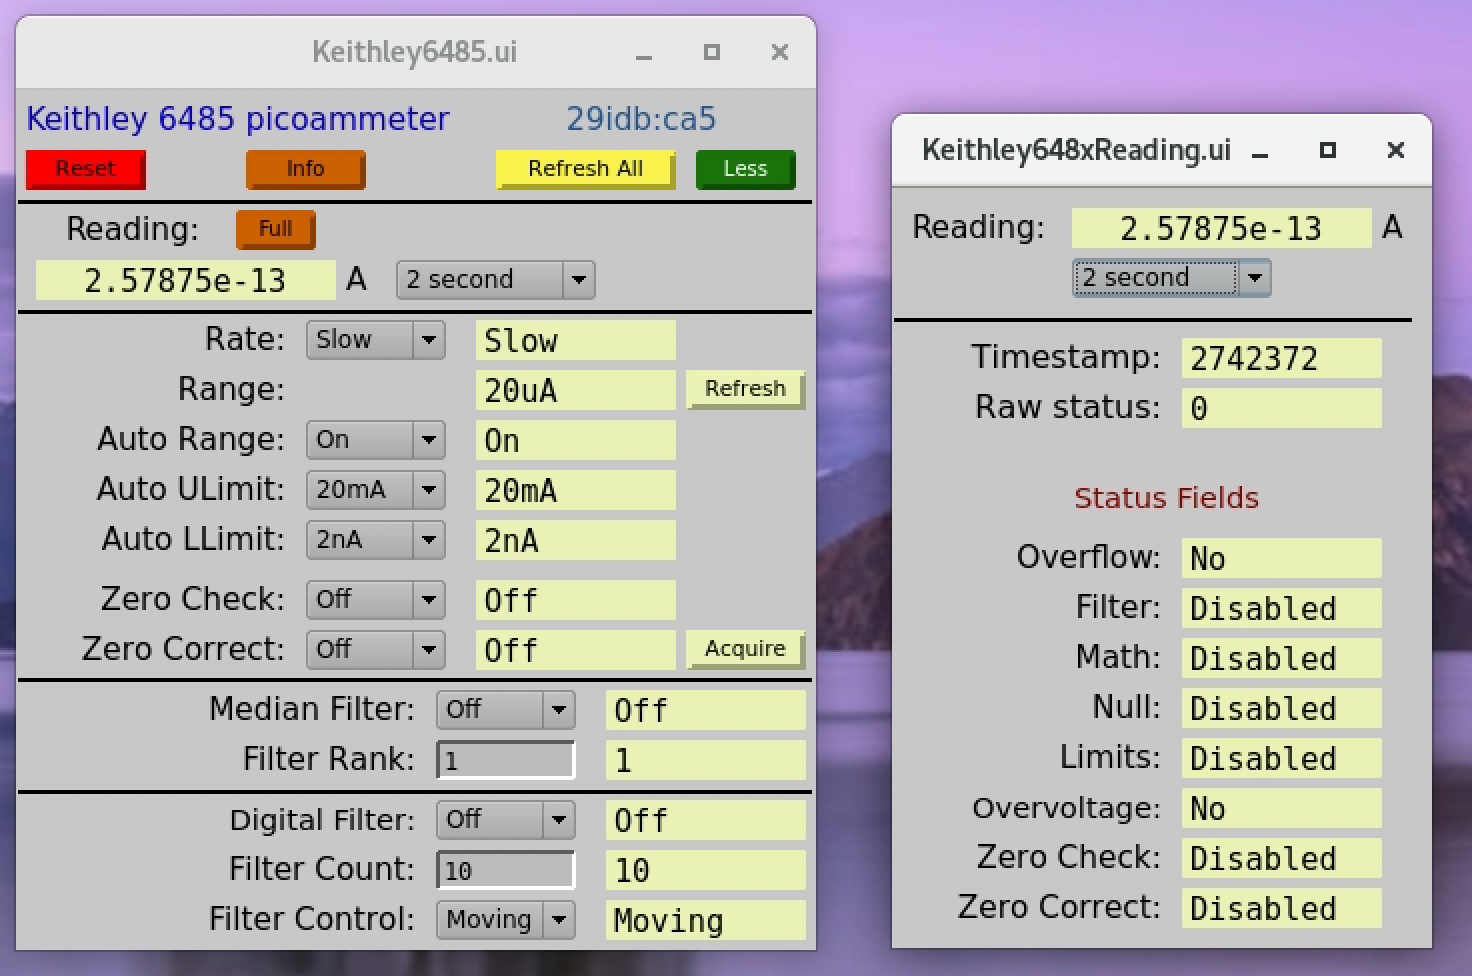 Keithley6485.ui
Keithley 6485 picoammeter 29idb:ca5
Reset Info Refresh All Less
Reading: Full
2.57875e-13 A 2 second
Rate: Slow Slow
Range: 20uA Refresh
Auto Range: On On
Auto ULimit: 20mA 20mA
Auto LLimit: 2nA 2nA
Zero Check: Off Off
Zero Correct: Off Off Acquire
Median Filter: Off Off
Filter Rank: 1 1
Digital Filter: Off Off
Filter Count: 10 10
Filter Control: Moving Moving
Keithley648xReading.ui
Reading: 2.57875e-13 A
2 second
Timestamp: 2742372
Raw status: 0
Status Fields
Overflow: No
Filter: Disabled
Math: Disabled
Null: Disabled
Limits: Disabled
Overvoltage: No
Zero Check: Disabled
Zero Correct: Disabled